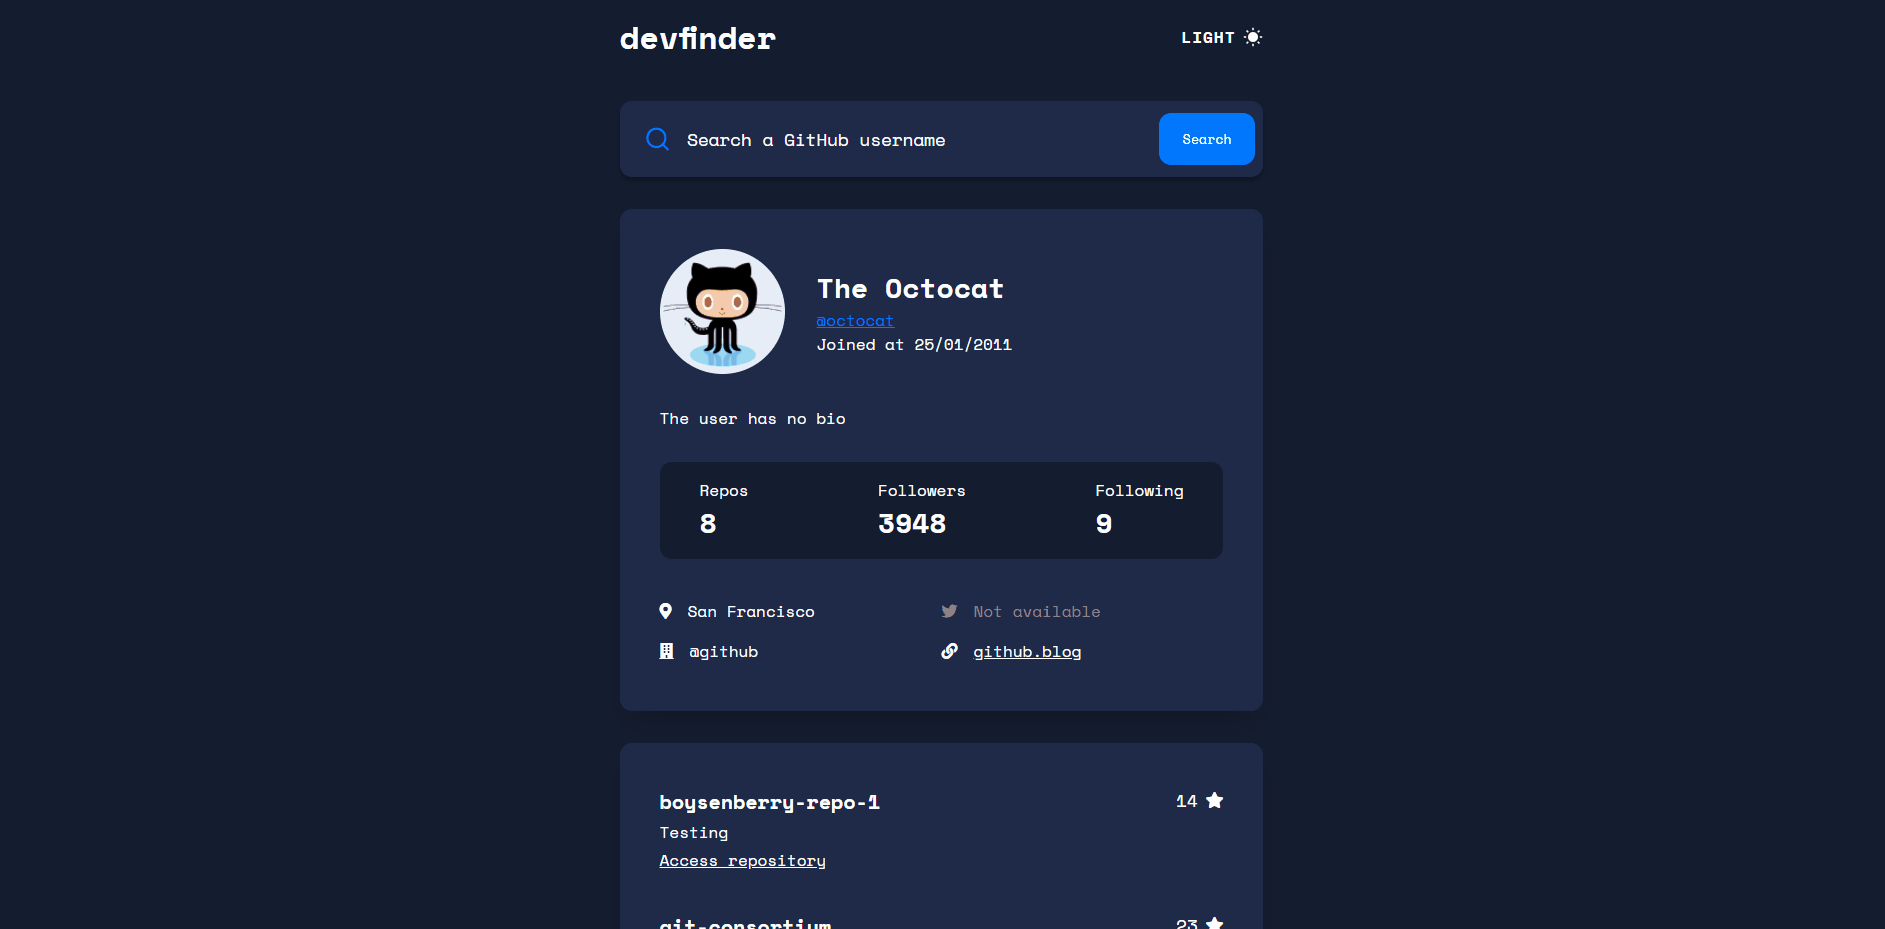 devfinder
LIGHT
Search a GitHub username
Search
The Octocat
@octocat
Joined at 25/01/2011
The user has no bio
Repos
Followers
Following
8
3948
9
San Francisco
Not available
@github
github.blog
boysenberry-repo-1
14
Testing
Access repository
git-consortium
23